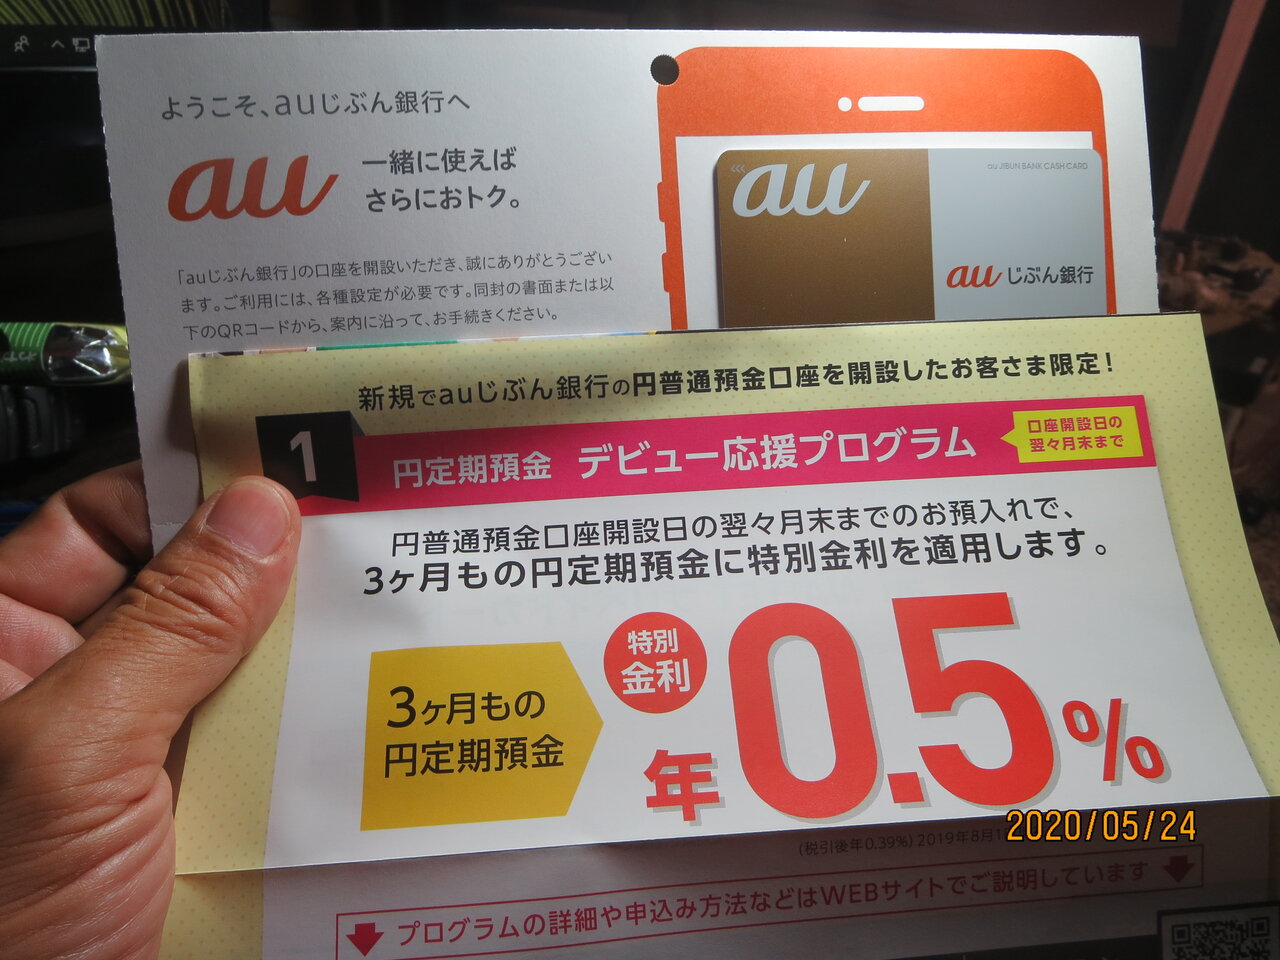 ようこそ、auじぶん銀行へ
au
一緒に使えば
さらにおトク。
「auじぶん銀行」の口座を開設いただき、誠にありがとうござい
ます。ご利用には、各種設定が必要です。同封の書面または以
下のQRコードから、案内に沿って、お手続きください。
au
au JIBUN BANK CASH CARD
au じぶん銀行
新規でauじぶん銀行の円普通預金口座を開設したお客さま限定!
1
円定期預金 デビュー応援プログラム
口座開設日の
翌々月末まで
円普通預金口座開設日の翌々月末までのお預入れで、
3ヶ月もの円定期預金に特別金利を適用します。
3ヶ月もの
円定期預金
特別
金利
年0.5%
(税引後年0.39%) 2019年8月1
2020/05/24
プログラムの詳細や申込み方法などはWEBサイトでご説明しています